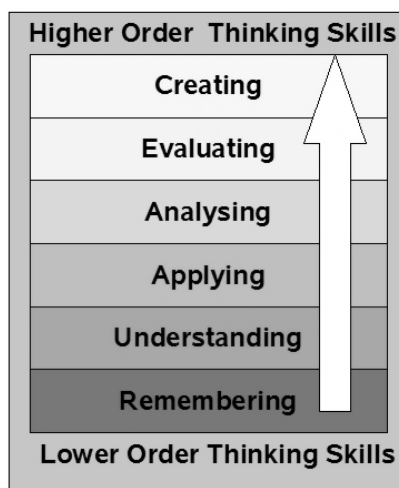 Higher Order Thinking Skills
Creating
Evaluating
Analysing
Applying
Understanding
Remembering
Lower Order Thinking Skills